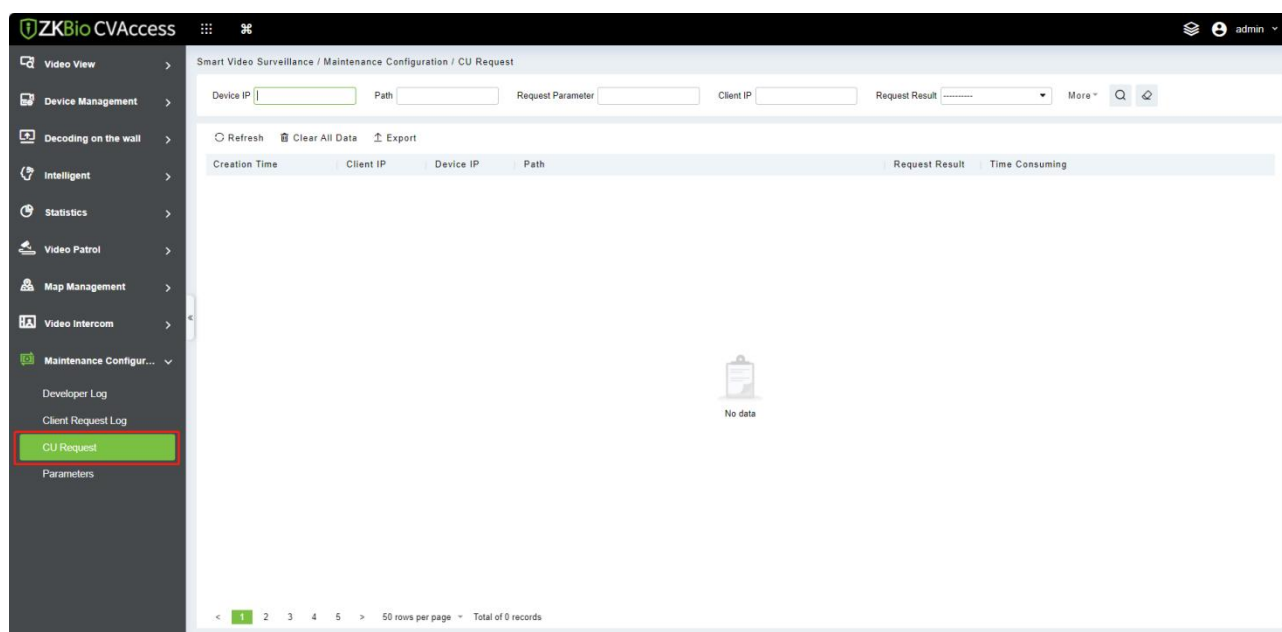 ZKBio CVAccess
admin
Video View
Device Management
Decoding on the wall
Intelligent
Statistics
Video Patrol
Map Management
Video Intercom
Maintenance Configur...
Developer Log
Client Request Log
CU Request
Parameters
Smart Video Surveillance / Maintenance Configuration / CU Request
Device IP Path Request Parameter Client IP Request Result ---------- More
Refresh Clear All Data Export
Creation Time Client IP Device IP Path Request Result Time Consuming
No data
< 1 2 3 4 5 > 50 rows per page Total of 0 records